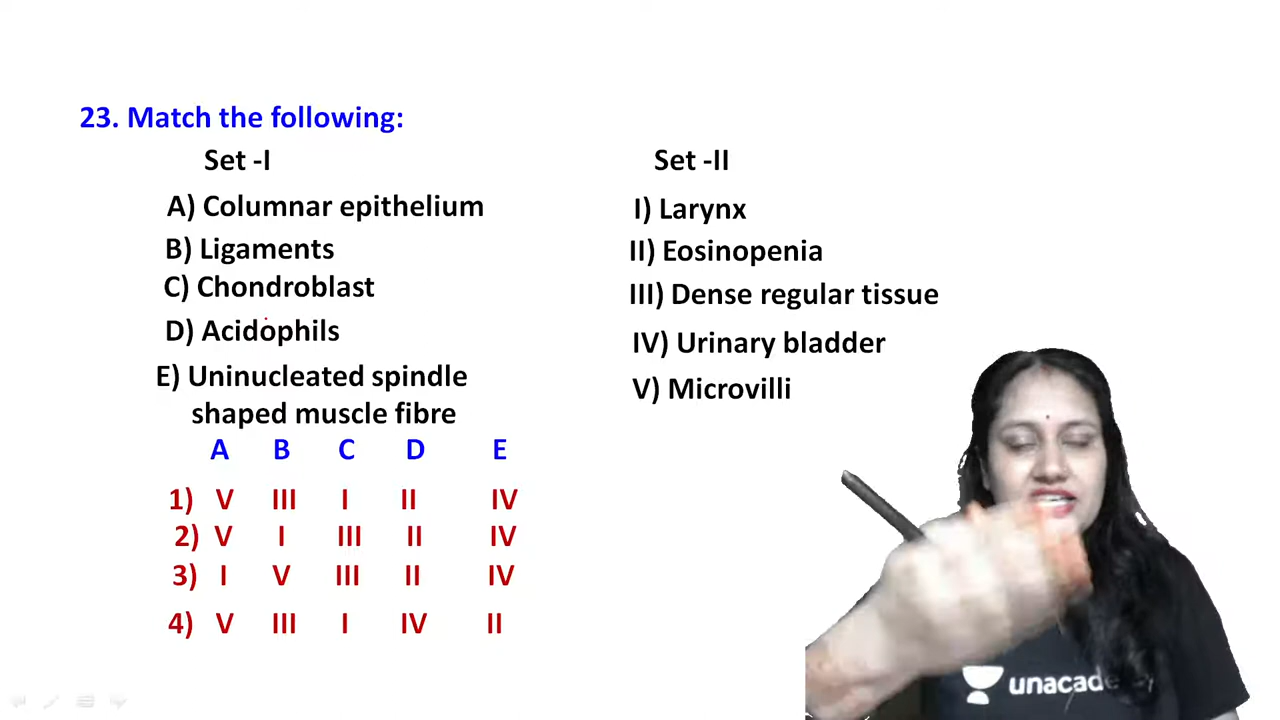 23. Match the following:
Set -I Set -II
A) Columnar epithelium I) Larynx
B) Ligaments II) Eosinopenia
C) Chondroblast III) Dense regular tissue
D) Acidophils IV) Urinary bladder
E) Uninucleated spindle V) Microvilli
shaped muscle fibre
A B C D E
1) V III I II IV
2) V I III II IV
3) I V III II IV
4) V III I IV II